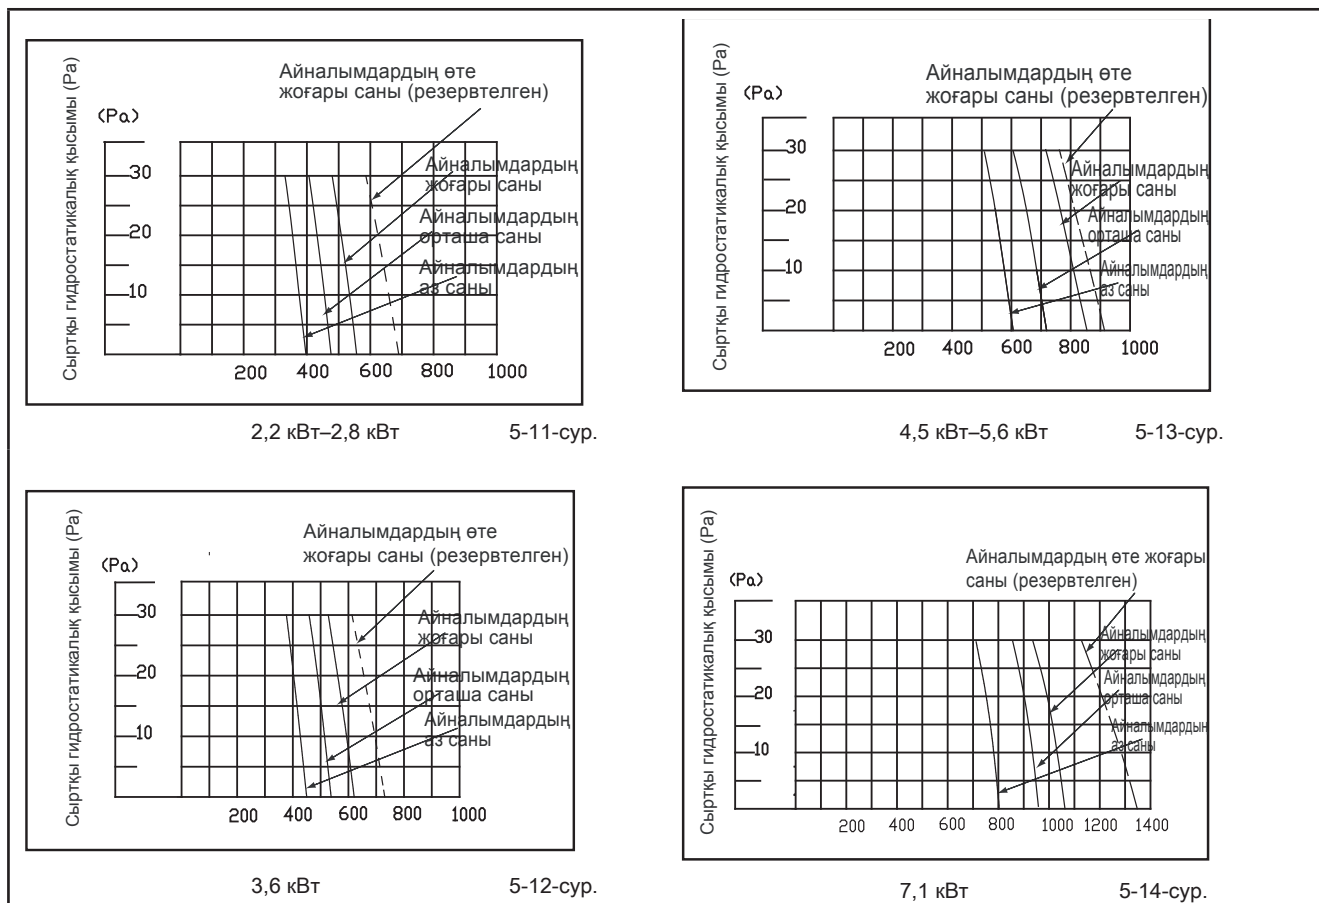 Сыртқы гидростатикалық қысымы (Pa)
(Pa)
Айналымдардың өте
жоғары саны (резервтелген)
Айналымдардың
жоғары саны
Айналымдардың
орташа саны
Айналымдардың
аз саны
30
20
10
200 400 600 800 1000
2,2 кВт–2,8 кВт 5-11-сур.
Сыртқы гидростатикалық қысымы (Pa)
(Pa)
Айналымдардың өте
жоғары саны (резервтелген)
Айналымдардың
жоғары саны
Айналымдардың
орташа саны
Айналымдардың
аз саны
30
20
10
200 400 600 800 1000
4,5 кВт–5,6 кВт 5-13-сур.
Сыртқы гидростатикалық қысымы (Pa)
(Pa)
Айналымдардың өте
жоғары саны (резервтелген)
Айналымдардың
жоғары саны
Айналымдардың
орташа саны
Айналымдардың
аз саны
30
20
10
200 400 600 800 1000
3,6 кВт 5-12-сур.
Сыртқы гидростатикалық қысымы (Pa)
(Pa)
Айналымдардың өте жоғары
саны (резервтелген)
Айналымдардың
жоғары саны
Айналымдардың
орташа саны
Айналымдардың
аз саны
30
20
10
200 400 600 800 1000 1200 1400
7,1 кВт 5-14-сур.